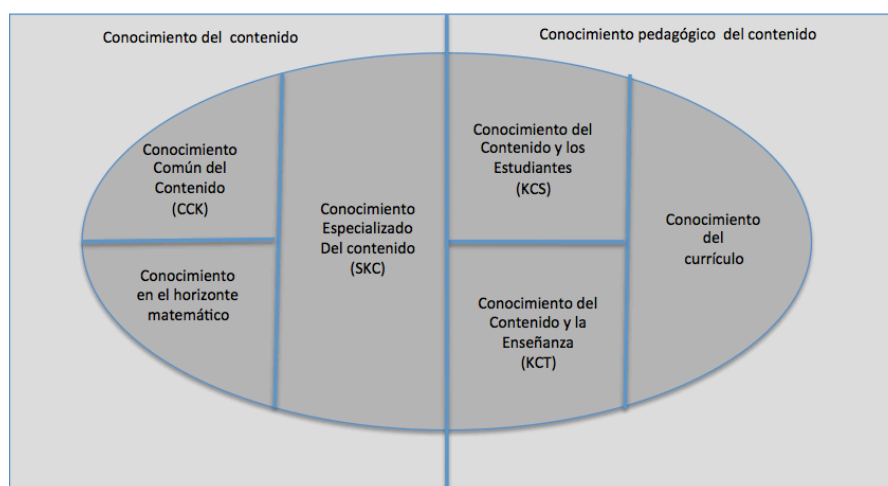 Conocimiento del contenido
Conocimiento pedagógico del contenido
Conocimiento
Común del
Contenido
(CCK)
Conocimiento
en el horizonte
matemático
Conocimiento
Especializado
Del contenido
(SKC)
Conocimiento del
Contenido y los
Estudiantes
(KCS)
Conocimiento del
Contenido y la
Enseñanza
(KCT)
Conocimiento
del
currículo